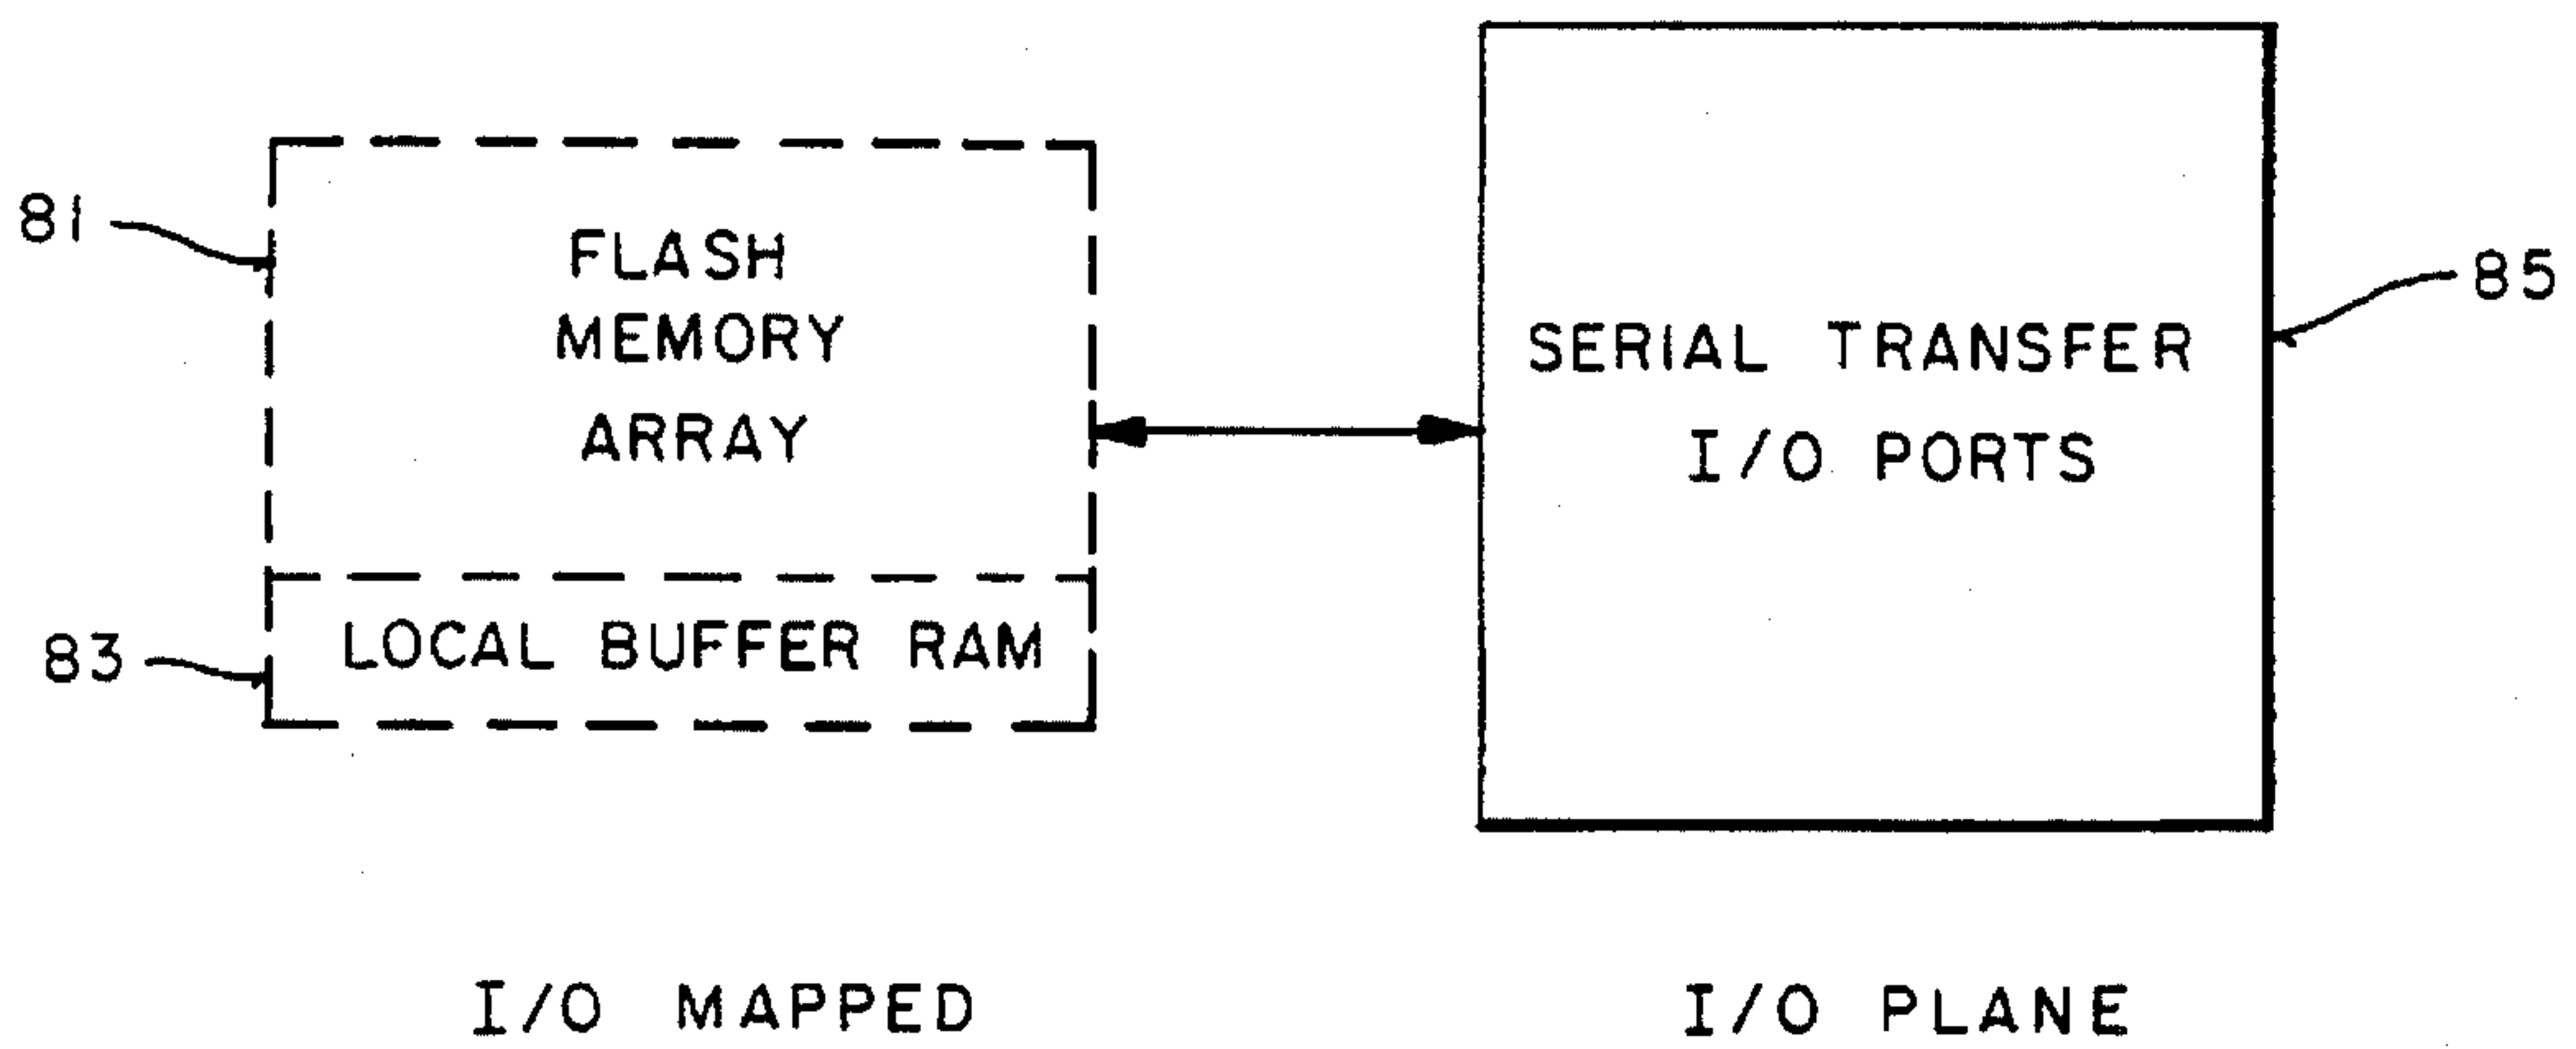 81
FLASH
MEMORY
ARRAY
83
LOCAL BUFFER RAM
SERIAL TRANSFER
I/O PORTS
85
I/O MAPPED
I/O PLANE